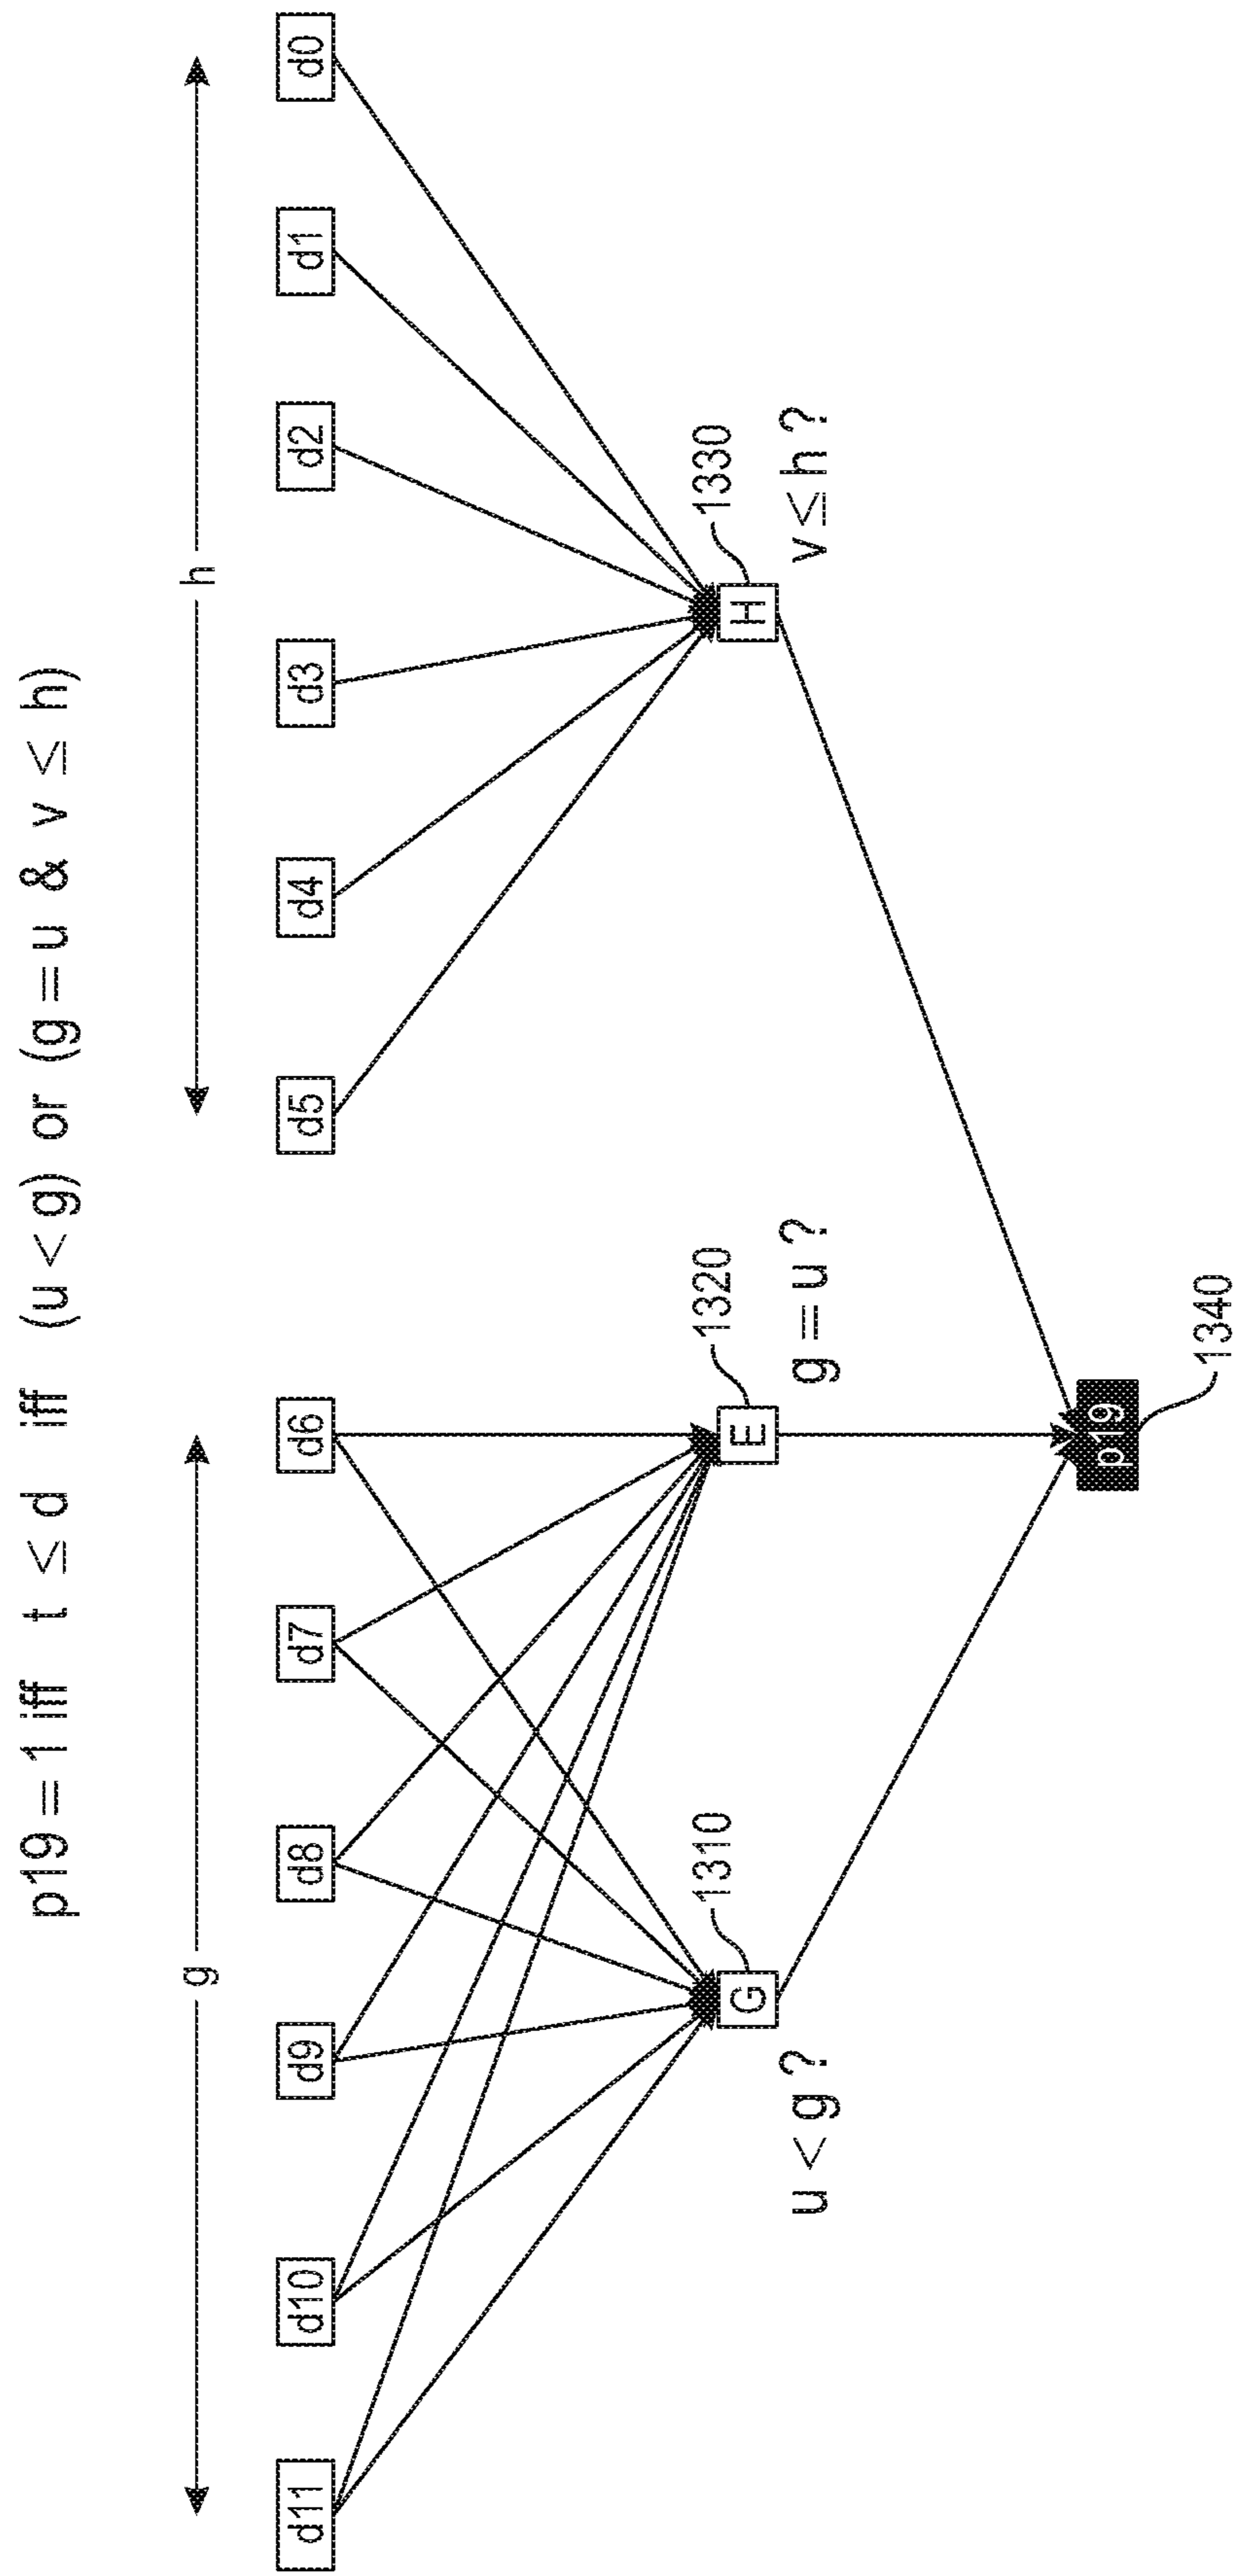 p19 = 1 iff t ≤ d iff (u < g) or (g = u & v ≤ h)
g h
d11 d10 d9 d8 d7 d6 d5 d4 d3 d2 d1 d0
1310 1320 1330
G E H
u < g ? g = u ? v ≤ h ?
p19
1340